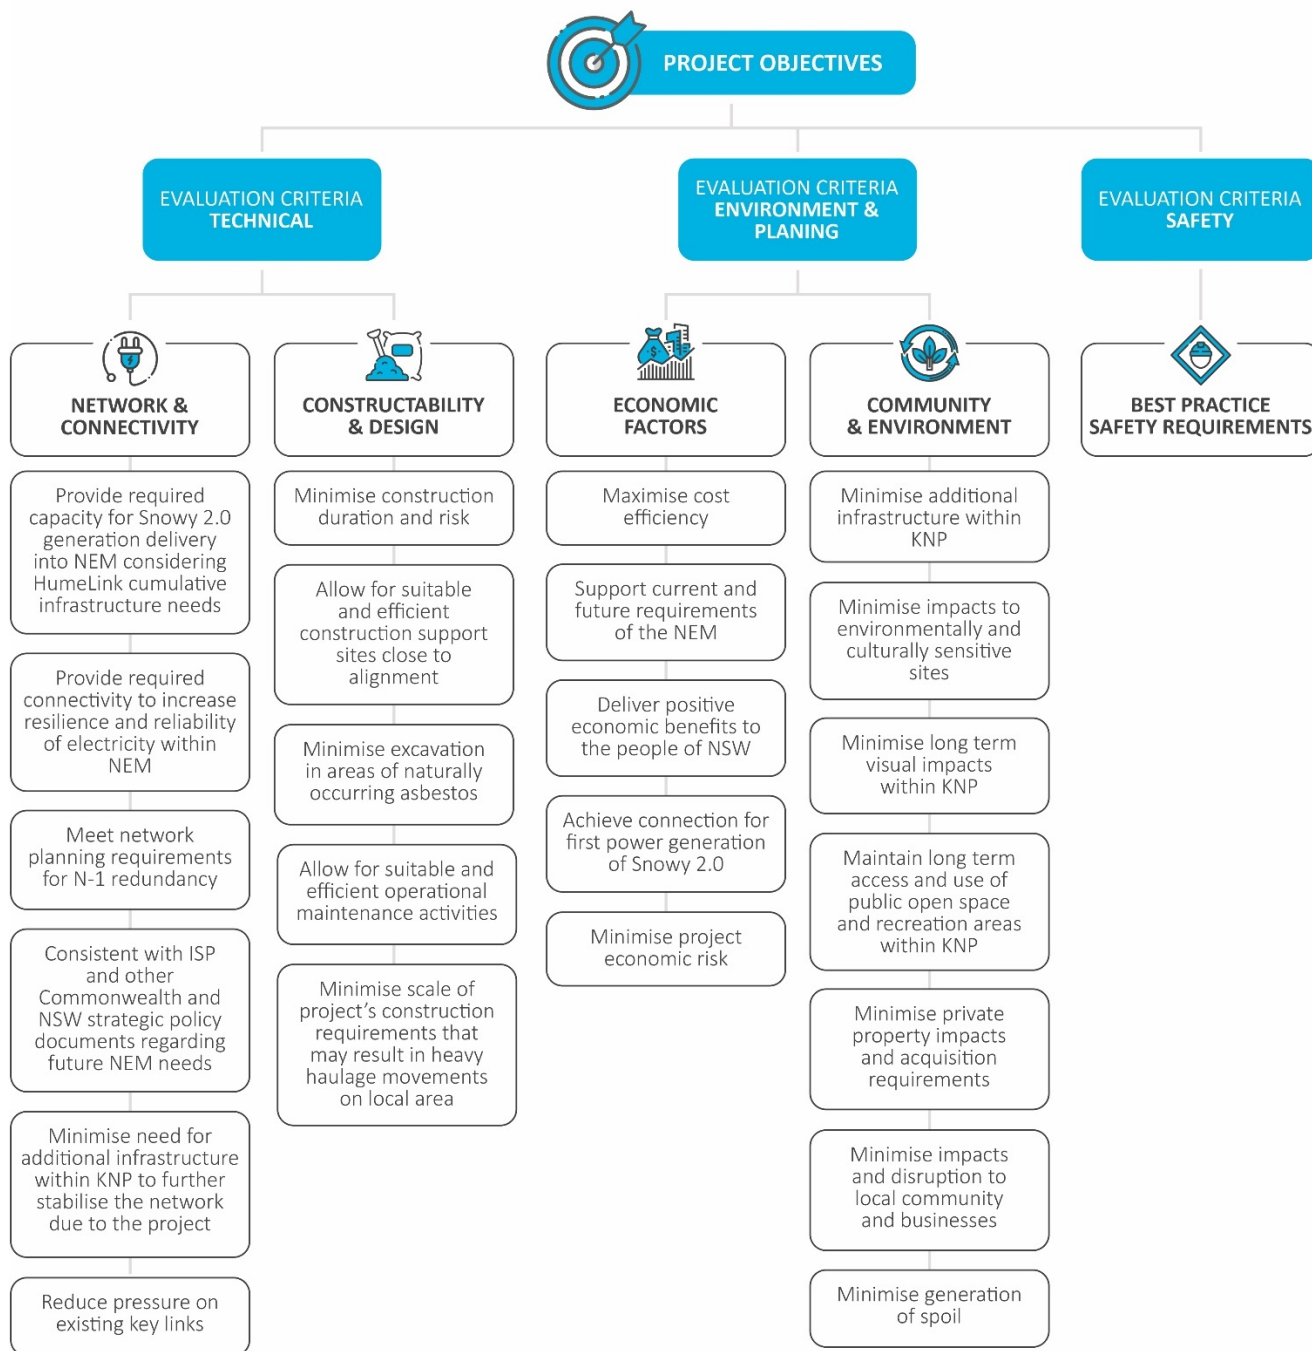 PROJECT OBJECTIVES
EVALUATION CRITERIA
TECHNICAL
EVALUATION CRITERIA
ENVIRONMENT &
PLANING
EVALUATION CRITERIA
SAFETY
NETWORK &
CONNECTIVITY
Provide required
capacity for Snowy 2.0
generation delivery
into NEM considering
HumeLink cumulative
infrastructure needs
Provide required
connectivity to increase
resilience and reliability
of electricity within
NEM
Meet network
planning requirements
for N-1 redundancy
Consistent with ISP
and other
Commonwealth and
NSW strategic policy
documents regarding
future NEM needs
Minimise need for
additional infrastructure
within KNP to further
stabilise the network
due to the project
Reduce pressure on
existing key links
CONSTRUCTABILITY
& DESIGN
Minimise construction
duration and risk
Allow for suitable
and efficient
construction support
sites close to
alignment
Minimise excavation
in areas of naturally
occurring asbestos
Allow for suitable and
efficient operational
maintenance activities
Minimise scale of
project's construction
requirements that
may result in heavy
haulage movements
on local area
$
ECONOMIC
FACTORS
Maximise cost
efficiency
Support current and
future requirements
of the NEM
Deliver positive
economic benefits to
the people of NSW
Achieve connection for
first power generation
of Snowy 2.0
Minimise project
economic risk
COMMUNITY
& ENVIRONMENT
Minimise additional
infrastructure within
KNP
Minimise impacts to
environmentally and
culturally sensitive
sites
Minimise long term
visual impacts
within KNP
Maintain long term
access and use of
public open space
and recreation areas
within KNP
Minimise private
property impacts
and acquisition
requirements
Minimise impacts
and disruption to
local community
and businesses
Minimise generation
of spoil
BEST PRACTICE
SAFETY REQUIREMENTS